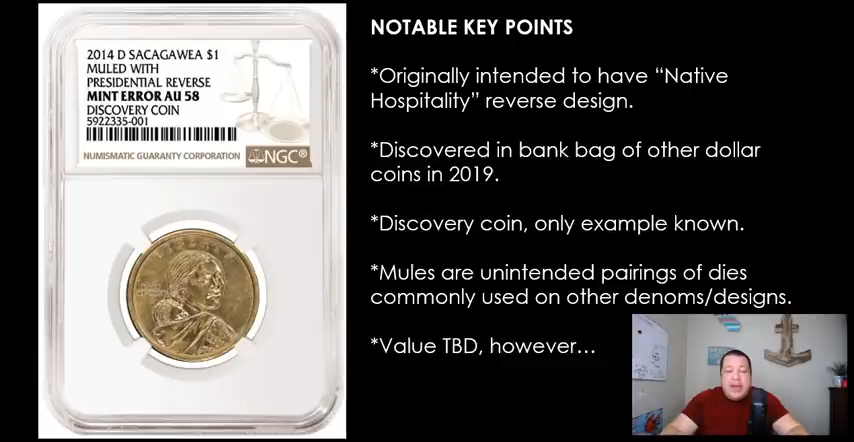 2014 D SACAGAWEA $1
MULED WITH
PRESIDENTIAL REVERSE
MINT ERROR AU 58
DISCOVERY COIN
5922335-001
NUMISMATIC GUARANTY CORPORATION
NGC®
NOTABLE KEY POINTS
*Originally intended to have “Native
Hospitality” reverse design.
*Discovered in bank bag of other dollar
coins in 2019.
*Discovery coin, only example known.
*Mules are unintended pairings of dies
commonly used on other denoms/designs.
*Value TBD, however…